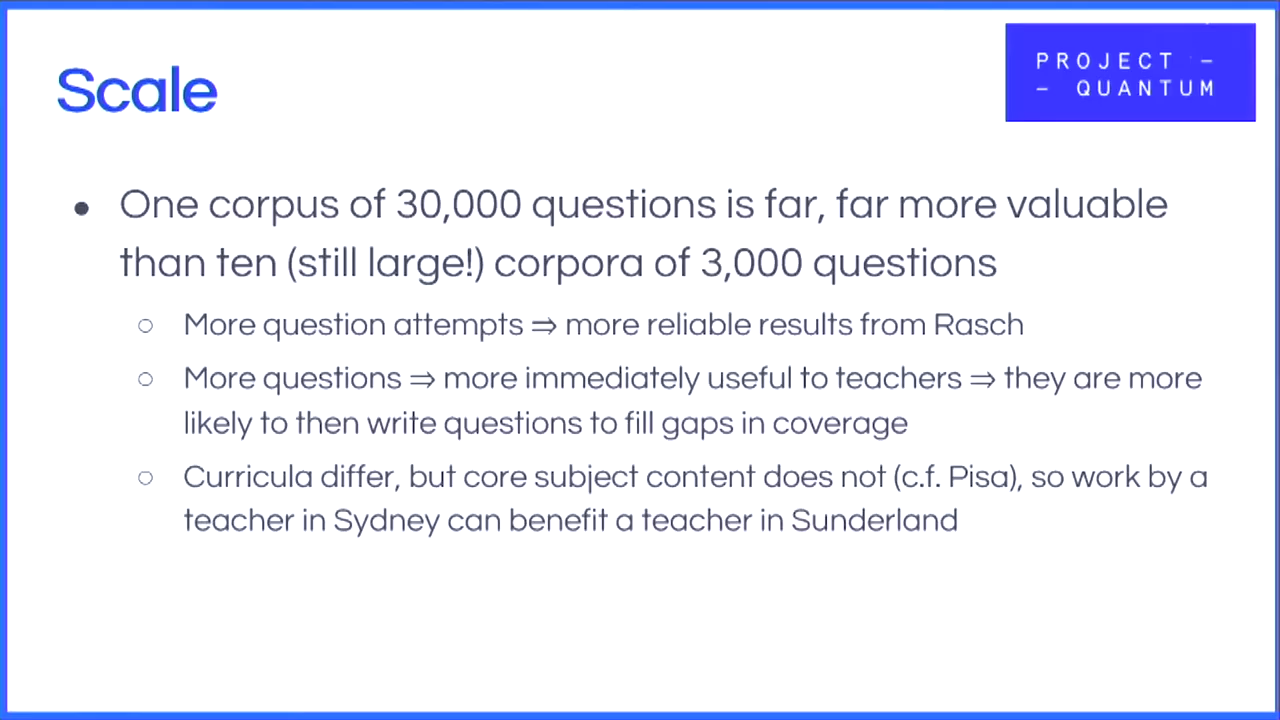 Scale
PROJECT –
– QUANTUM
● One corpus of 30,000 questions is far, far more valuable
than ten (still large!) corpora of 3,000 questions
○ More question attempts ⇒ more reliable results from Rasch
○ More questions ⇒ more immediately useful to teachers ⇒ they are more
likely to then write questions to fill gaps in coverage
○ Curricula differ, but core subject content does not (c.f. Pisa), so work by a
teacher in Sydney can benefit a teacher in Sunderland